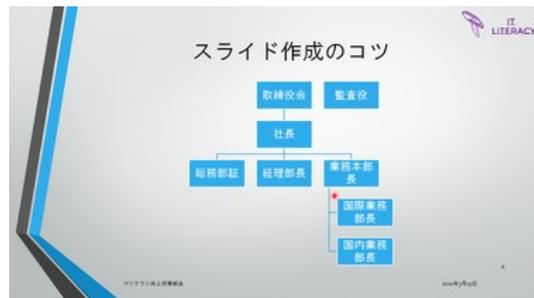 IT
LITERACY
スライド作成のコツ
取締役会
監査役
社長
総務部証
経理部長
業務本部
長
国際業務
部長
国内業務
部長
6